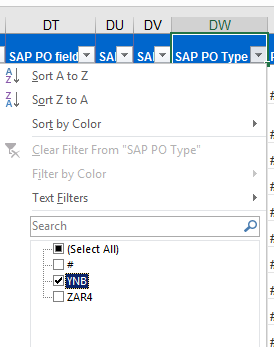 DT DU DV DW
SAP PO field SA SA SAP PO Type
Sort A to Z
Sort Z to A
Sort by Color
Clear Filter From "SAP PO Type"
Filter by Color
Text Filters
Search
(Select All)
#
YNB
ZAR4